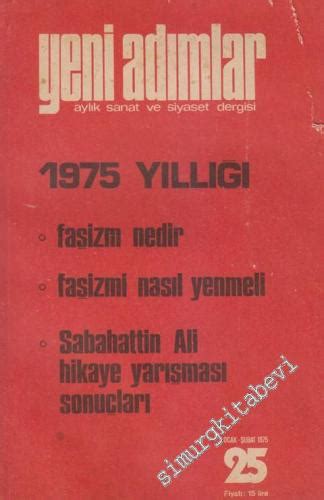 yeni adımlar
aylık sanat ve siyaset dergisi
1975 YILLIĞI
faşizm nedir
faşizmi nasıl yenmeli
Sabahattin Ali
hikaye yarışması
sonuçları
OCAK - ŞUBAT 1975
25
Fiyatı: 15 lira
simurgkitabevi